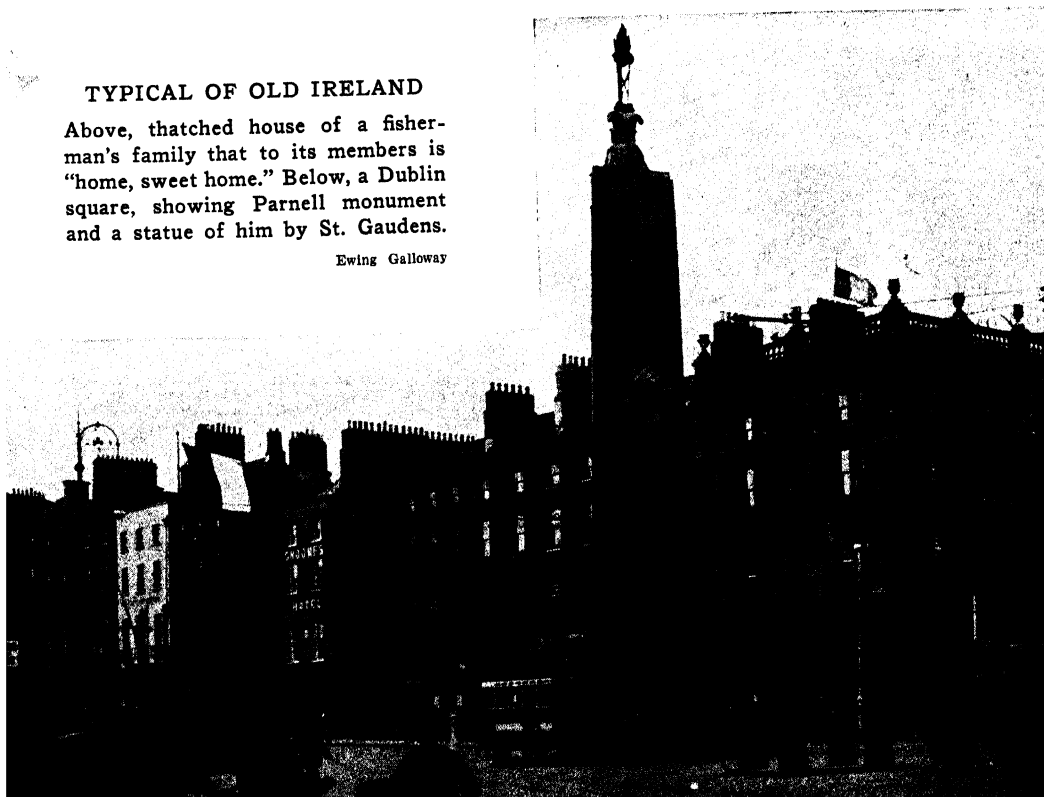 TYPICAL OF OLD IRELAND
Above, thatched house of a fisher-
man's family that to its members is
"home, sweet home." Below, a Dublin
square, showing Parnell monument
and a statue of him by St. Gaudens.
Ewing Galloway
HOTEL